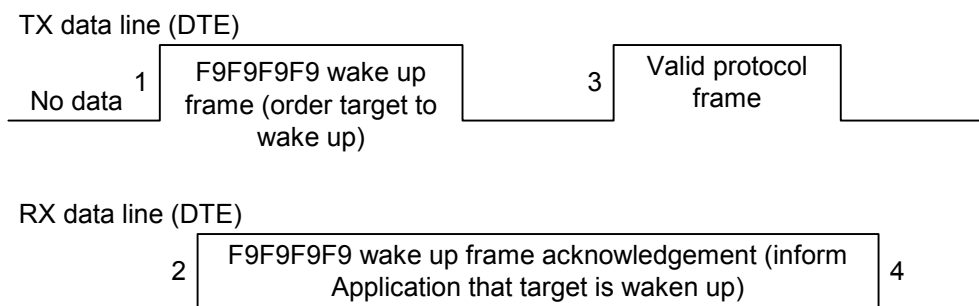 TX data line (DTE)
No data
1
F9F9F9F9 wake up
frame (order target to
wake up)
3
Valid protocol
frame
RX data line (DTE)
2
F9F9F9F9 wake up frame acknowledgement (inform
Application that target is waken up)
4